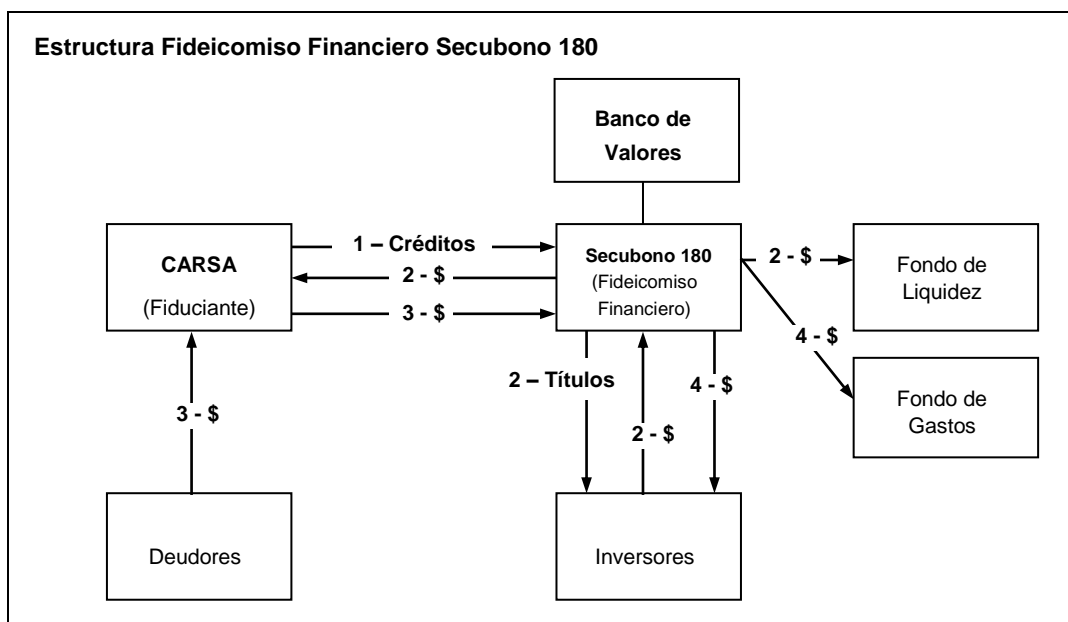 Estructura Fideicomiso Financiero Secubono 180
Banco de
Valores
CARSA
(Fiduciante)
1 – Créditos
2 - $
3 - $
Secubono 180
(Fideicomiso
Financiero)
2 - $
Fondo de
Liquidez
4 - $
Fondo de
Gastos
3 - $
2 – Títulos
2 - $
4 - $
Deudores
Inversores